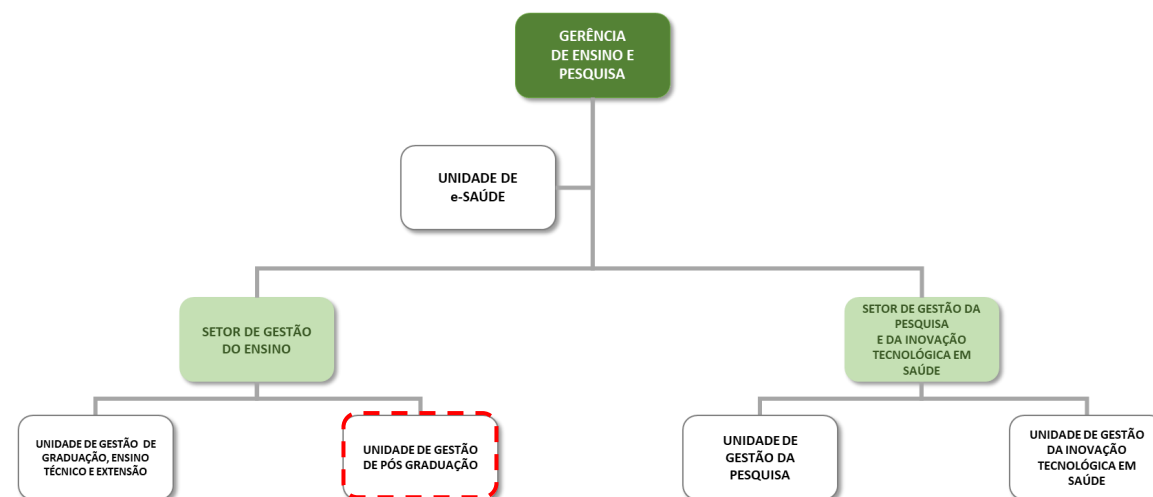 GERÊNCIA
DE ENSINO E
PESQUISA
UNIDADE DE
e-SAÚDE
SETOR DE GESTÃO
DO ENSINO
SETOR DE GESTÃO DA
PESQUISA
E DA INOVAÇÃO
TECNOLÓGICA EM
SAÚDE
UNIDADE DE GESTÃO DE
GRADUAÇÃO, ENSINO
TÉCNICO E EXTENSÃO
UNIDADE DE GESTÃO
DE PÓS GRADUAÇÃO
UNIDADE DE
GESTÃO DA
PESQUISA
UNIDADE DE GESTÃO
DA INOVAÇÃO
TECNOLÓGICA EM
SAÚDE